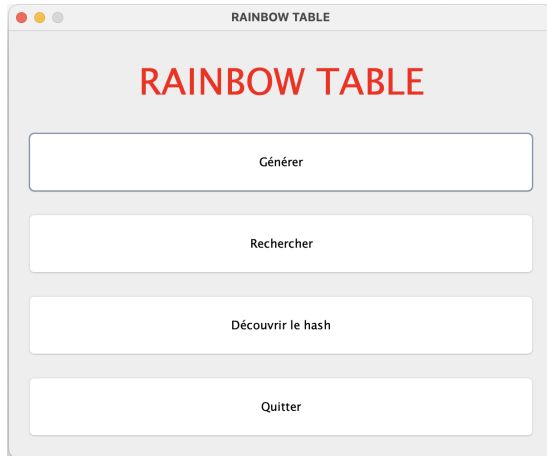 RAINBOW TABLE
RAINBOW TABLE
Générer
Rechercher
Découvrir le hash
Quitter